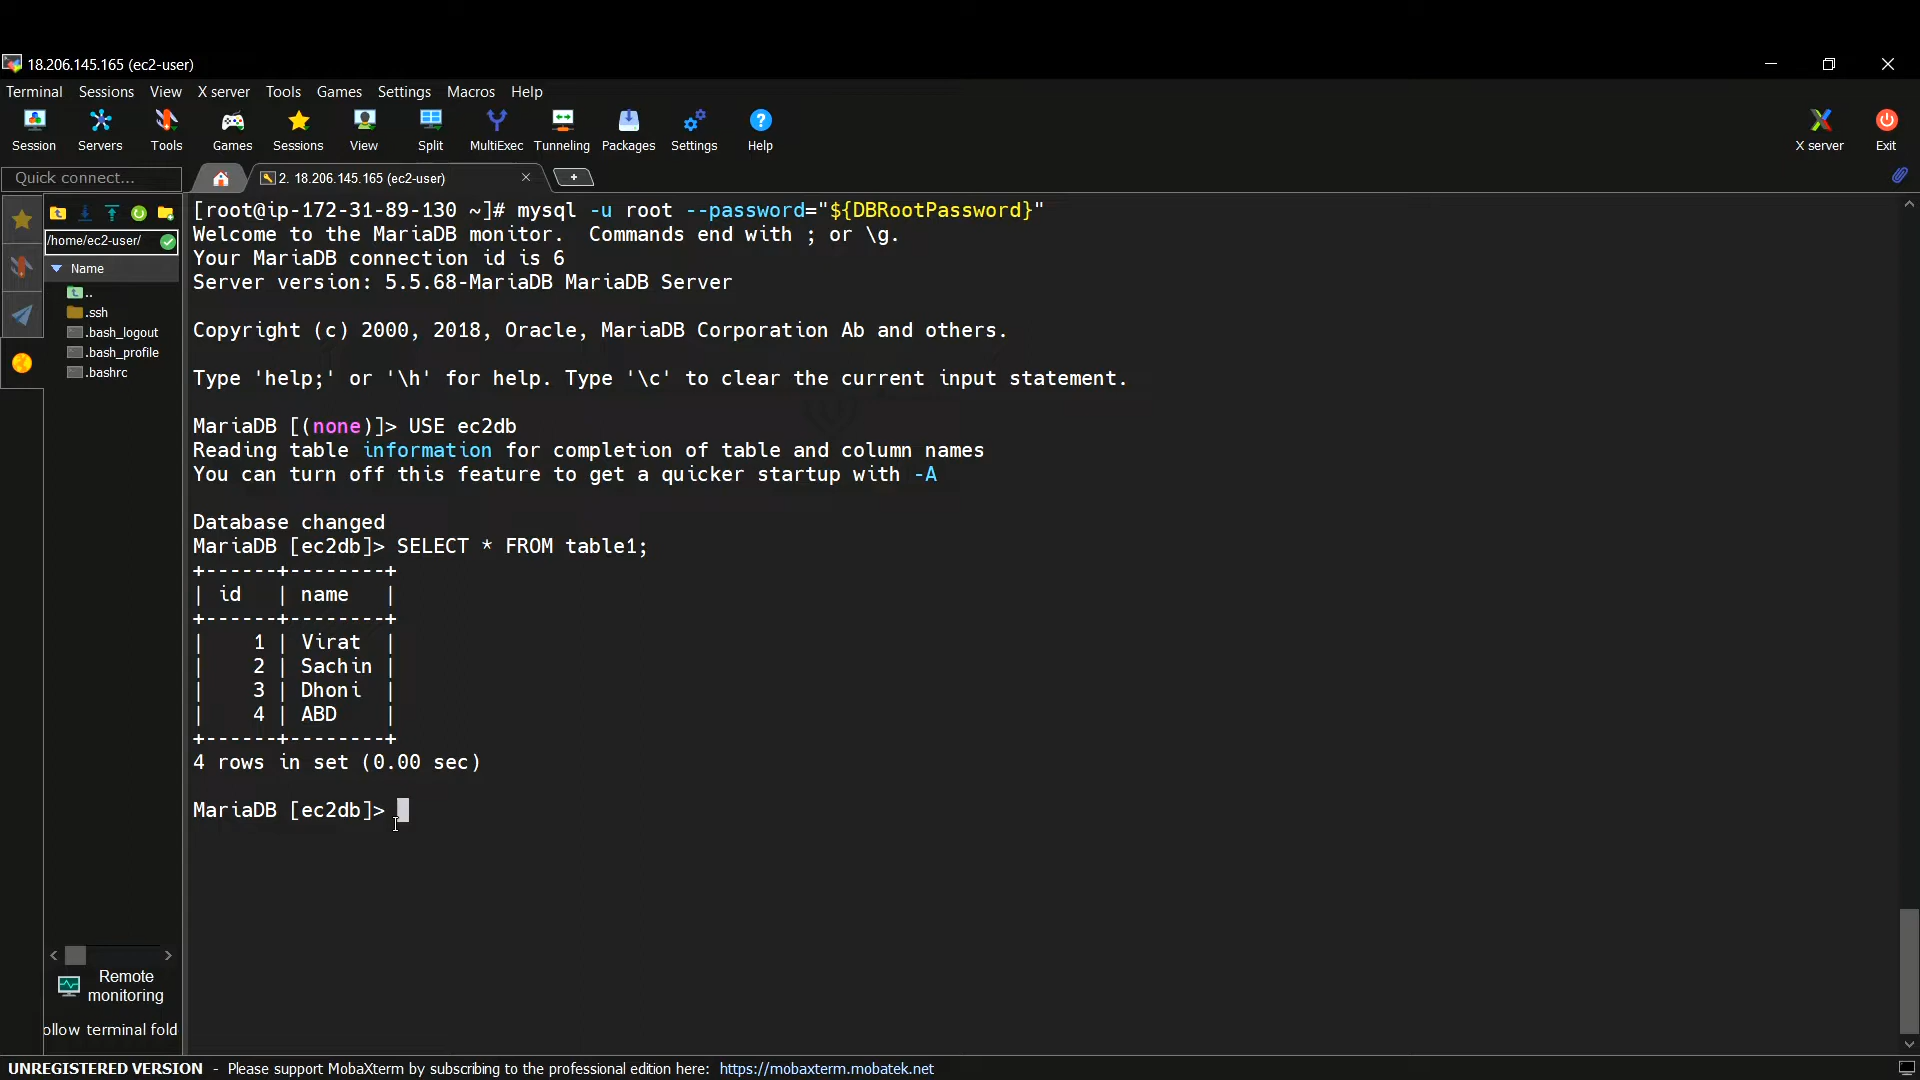 18.206.145.165 (ec2-user)
Terminal Sessions View X server Tools Games Settings Macros Help
Session Servers Tools Games Sessions View Split MultiExec Tunneling Packages Settings Help X server Exit
Quick connect... 2. 18.206.145.165 (ec2-user)
/home/ec2-user/
Name
..
.ssh
.bash_logout
.bash_profile
.bashrc
Remote
monitoring
ollow terminal fold
[root@ip-172-31-89-130 ~]# mysql -u root --password="${DBRootPassword}"
Welcome to the MariaDB monitor.  Commands end with ; or \g.
Your MariaDB connection id is 6
Server version: 5.5.68-MariaDB MariaDB Server
Copyright (c) 2000, 2018, Oracle, MariaDB Corporation Ab and others.
Type 'help;' or '\h' for help. Type '\c' to clear the current input statement.
MariaDB [(none)]> USE ec2db
Reading table information for completion of table and column names
You can turn off this feature to get a quicker startup with -A
Database changed
MariaDB [ec2db]> SELECT * FROM table1;
+------+--------+
| id   | name   |
+------+--------+
|    1 | Virat  |
|    2 | Sachin |
|    3 | Dhoni  |
|    4 | ABD    |
+------+--------+
4 rows in set (0.00 sec)
MariaDB [ec2db]>
UNREGISTERED VERSION - Please support MobaXterm by subscribing to the professional edition here: https://mobaxterm.mobatek.net